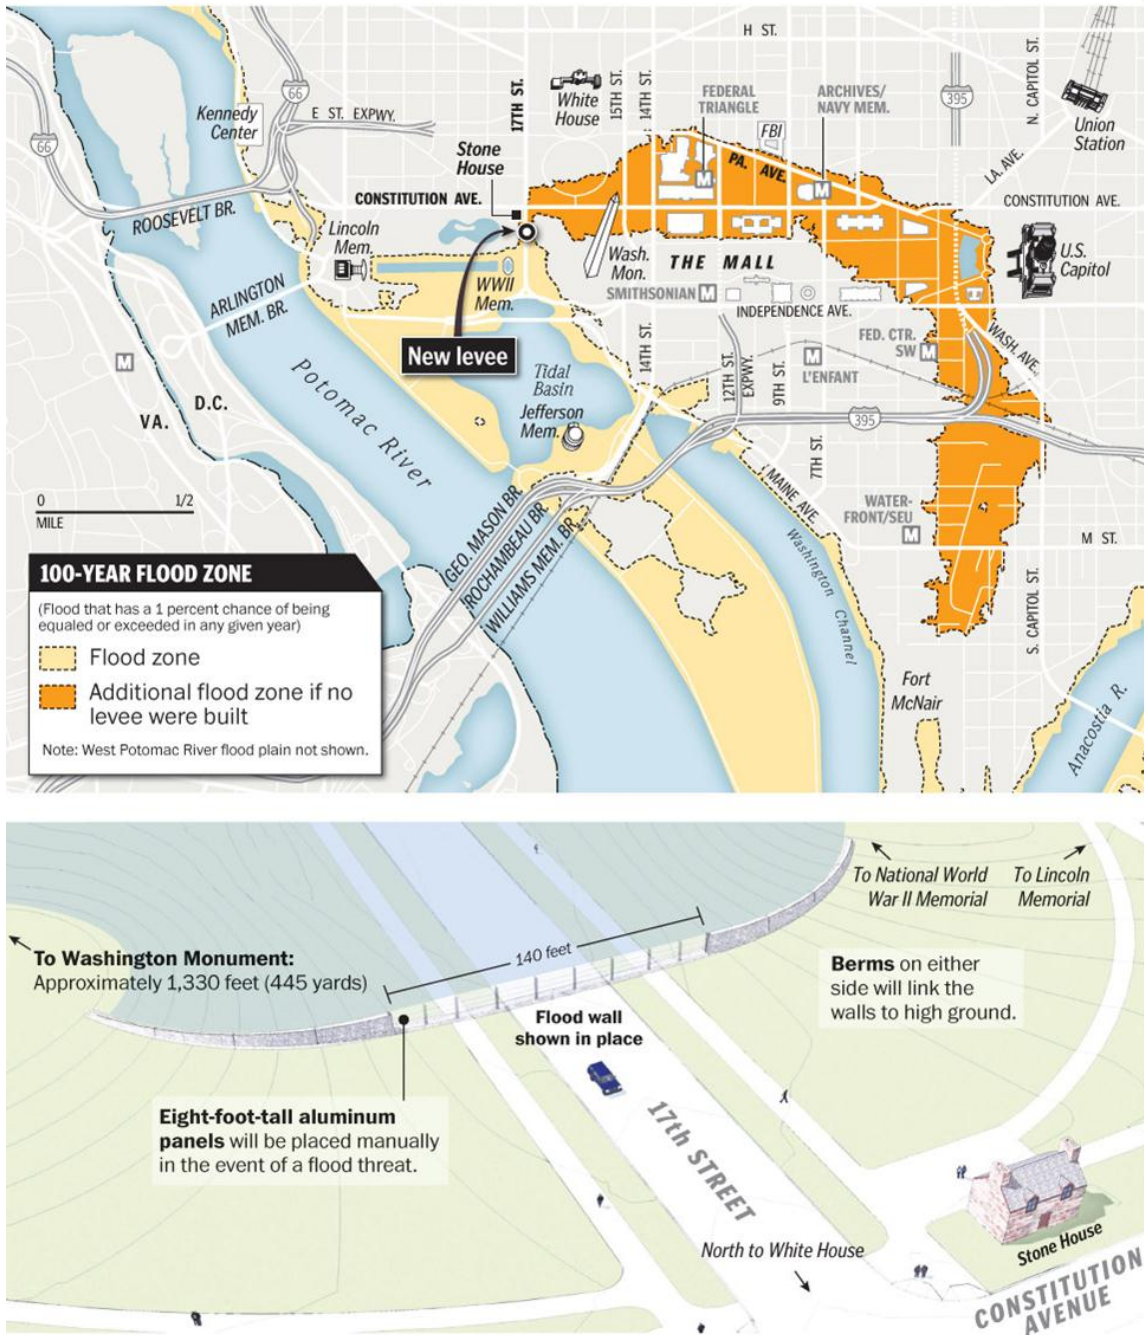 H ST.
66
Kennedy
Center
66
E ST. EXPWY.
17TH ST.
White
House
15TH ST.
14TH ST.
FEDERAL
TRIANGLE
ARCHIVES/
NAVY MEM.
395
N. CAPITOL ST.
Union
Station
Stone
House
FBI
PA. AVE.
M
M
LA. AVE.
CONSTITUTION AVE.
CONSTITUTION AVE.
ROOSEVELT BR.
Lincoln
Mem.
WWII
Mem.
Wash.
Mon.
THE MALL
U.S.
Capitol
SMITHSONIAN M
INDEPENDENCE AVE.
ARLINGTON
MEM. BR.
New levee
Tidal
Basin
Jefferson
Mem.
14TH ST.
12TH ST.
EXPWY.
9TH ST.
M
L'ENFANT
FED. CTR.
SW M
WASH. AVE.
M
VA.
D.C.
Potomac River
395
7TH ST.
MAINE AVE.
WATER-
FRONT/SEU
M
M ST.
0 1/2
MILE
GEO. MASON BR.
ROCHAMBEAU BR.
WILLIAMS MEM. BR.
Washington Channel
S. CAPITOL ST.
Fort
McNair
Anacostia R.
100-YEAR FLOOD ZONE
(Flood that has a 1 percent chance of being
equaled or exceeded in any given year)
Flood zone
Additional flood zone if no
levee were built
Note: West Potomac River flood plain not shown.
To National World
War II Memorial
To Lincoln
Memorial
To Washington Monument:
Approximately 1,330 feet (445 yards)
140 feet
Berms on either
side will link the
walls to high ground.
Flood wall
shown in place
Eight-foot-tall aluminum
panels will be placed manually
in the event of a flood threat.
17th STREET
North to White House
Stone House
CONSTITUTION
AVENUE